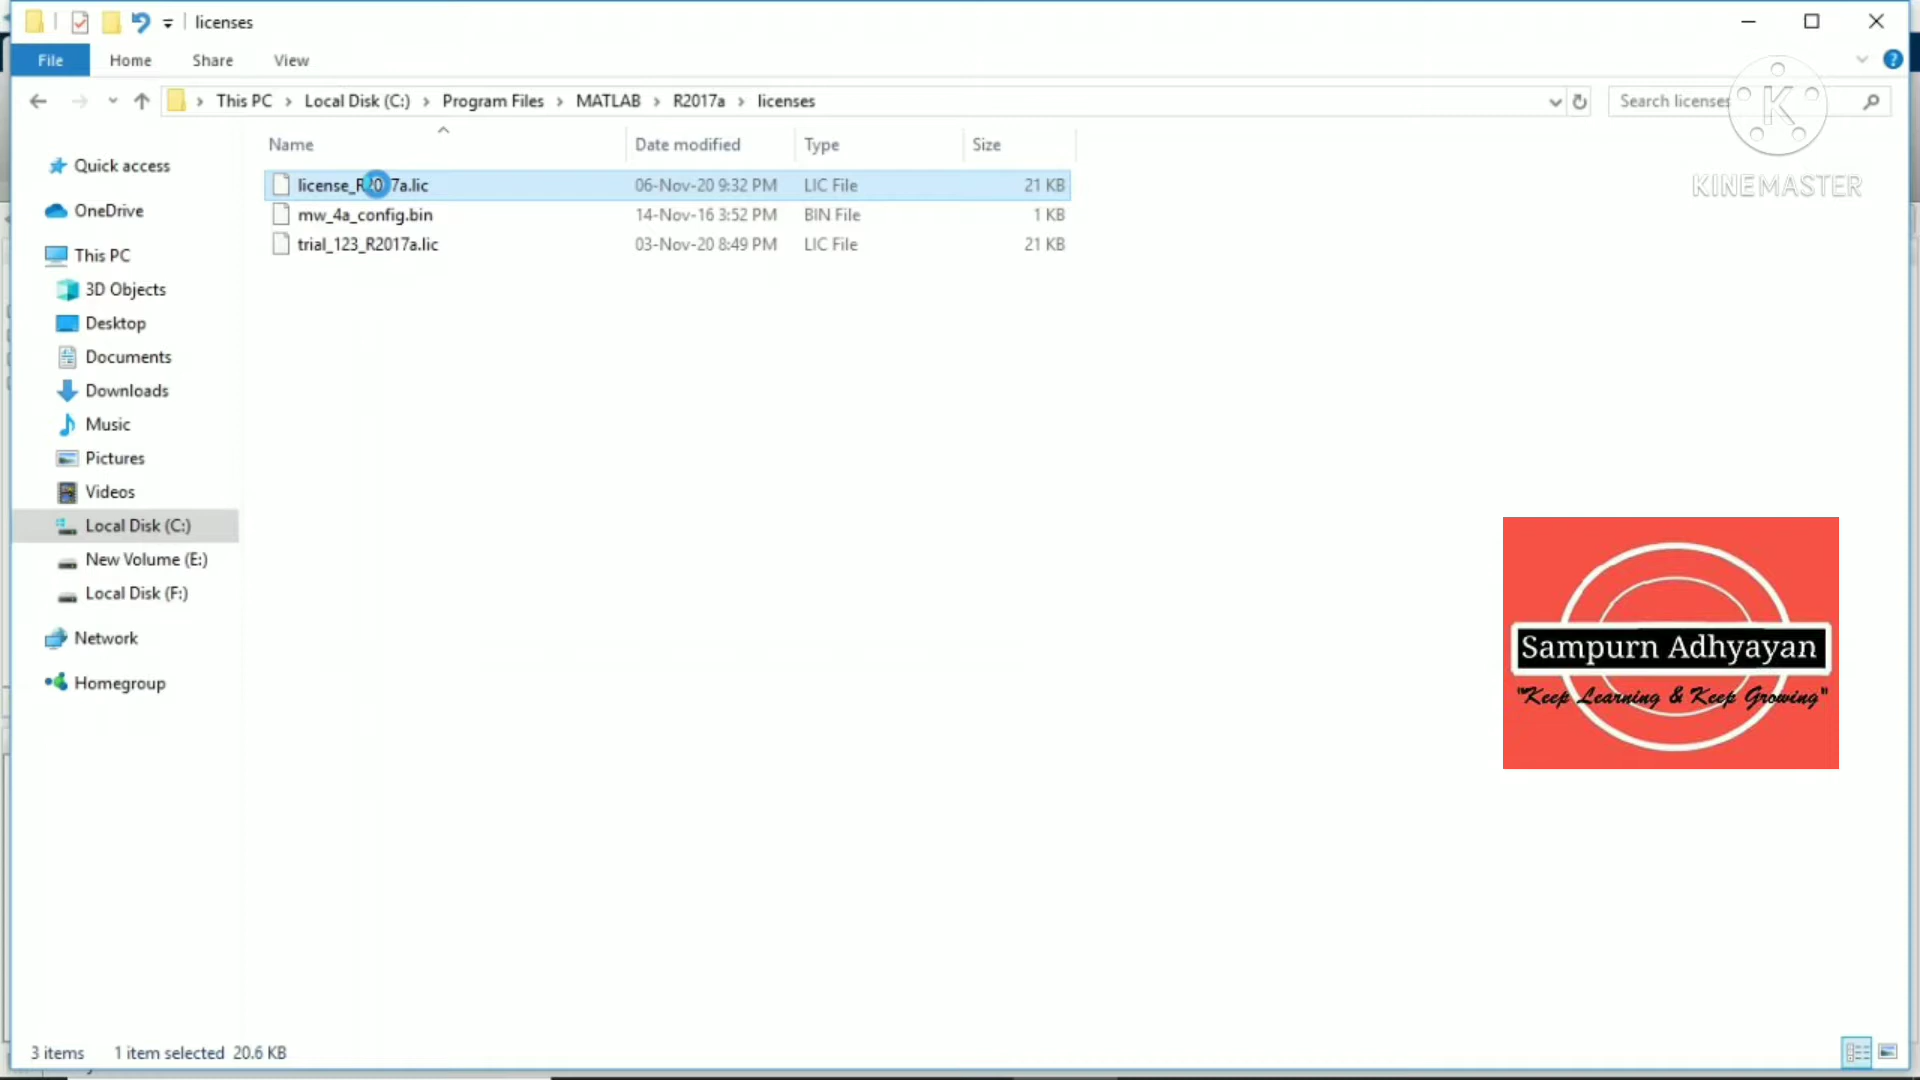 licenses
File Home Share View
This PC Local Disk (C:) Program Files MATLAB R2017a licenses
Search licenses
K
KINEMASTER
Name Date modified Type Size
license_R2017a.lic 06-Nov-20 9:32 PM LIC File 21 KB
mw_4a_config.bin 14-Nov-16 3:52 PM BIN File 1 KB
trial_123_R2017a.lic 03-Nov-20 8:49 PM LIC File 21 KB
Quick access
OneDrive
This PC
3D Objects
Desktop
Documents
Downloads
Music
Pictures
Videos
Local Disk (C:)
New Volume (E:)
Local Disk (F:)
Network
Homegroup
Sampurn Adhyayan
"Keep Learning & Keep Growing"
3 items 1 item selected 20.6 KB